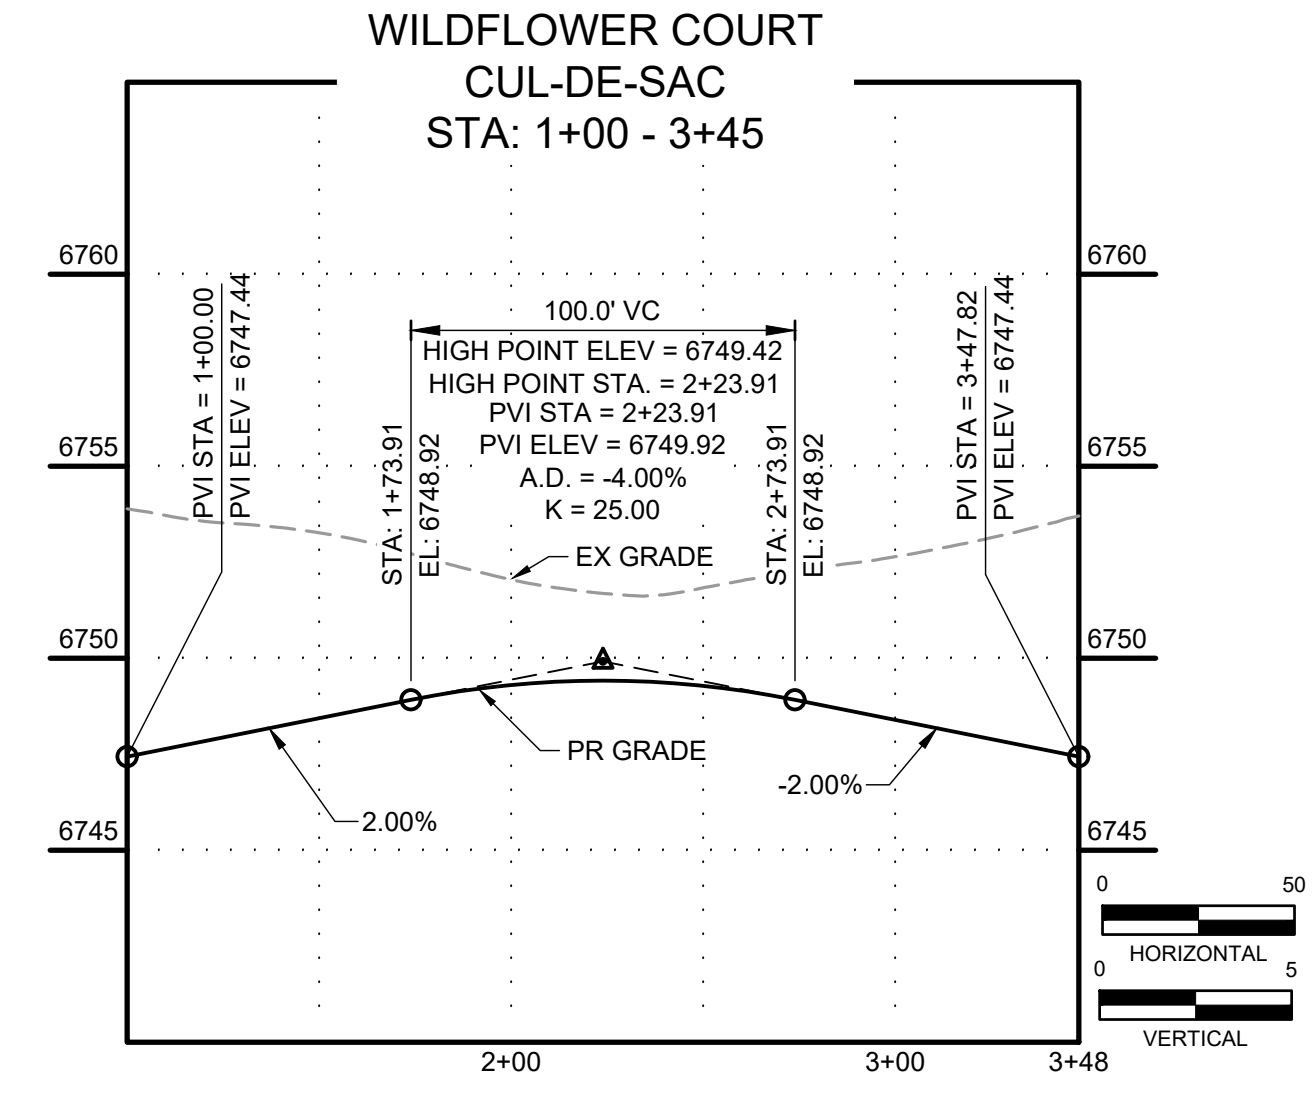 WILDFLOWER COURT
CUL-DE-SAC
STA: 1+00 - 3+45
6760
6760
PVI STA = 1+00.00
PVI ELEV = 6747.44
100.0' VC
HIGH POINT ELEV = 6749.42
HIGH POINT STA. = 2+23.91
PVI STA = 2+23.91
PVI ELEV = 6749.92
A.D. = -4.00%
K = 25.00
PVI STA = 3+47.82
PVI ELEV = 6747.44
6755
6755
STA: 1+73.91
EL: 6748.92
STA: 2+73.91
EL: 6748.92
EX GRADE
6750
6750
PR GRADE
-2.00%
2.00%
6745
6745
0 50
HORIZONTAL
0 5
VERTICAL
2+00 3+00 3+48